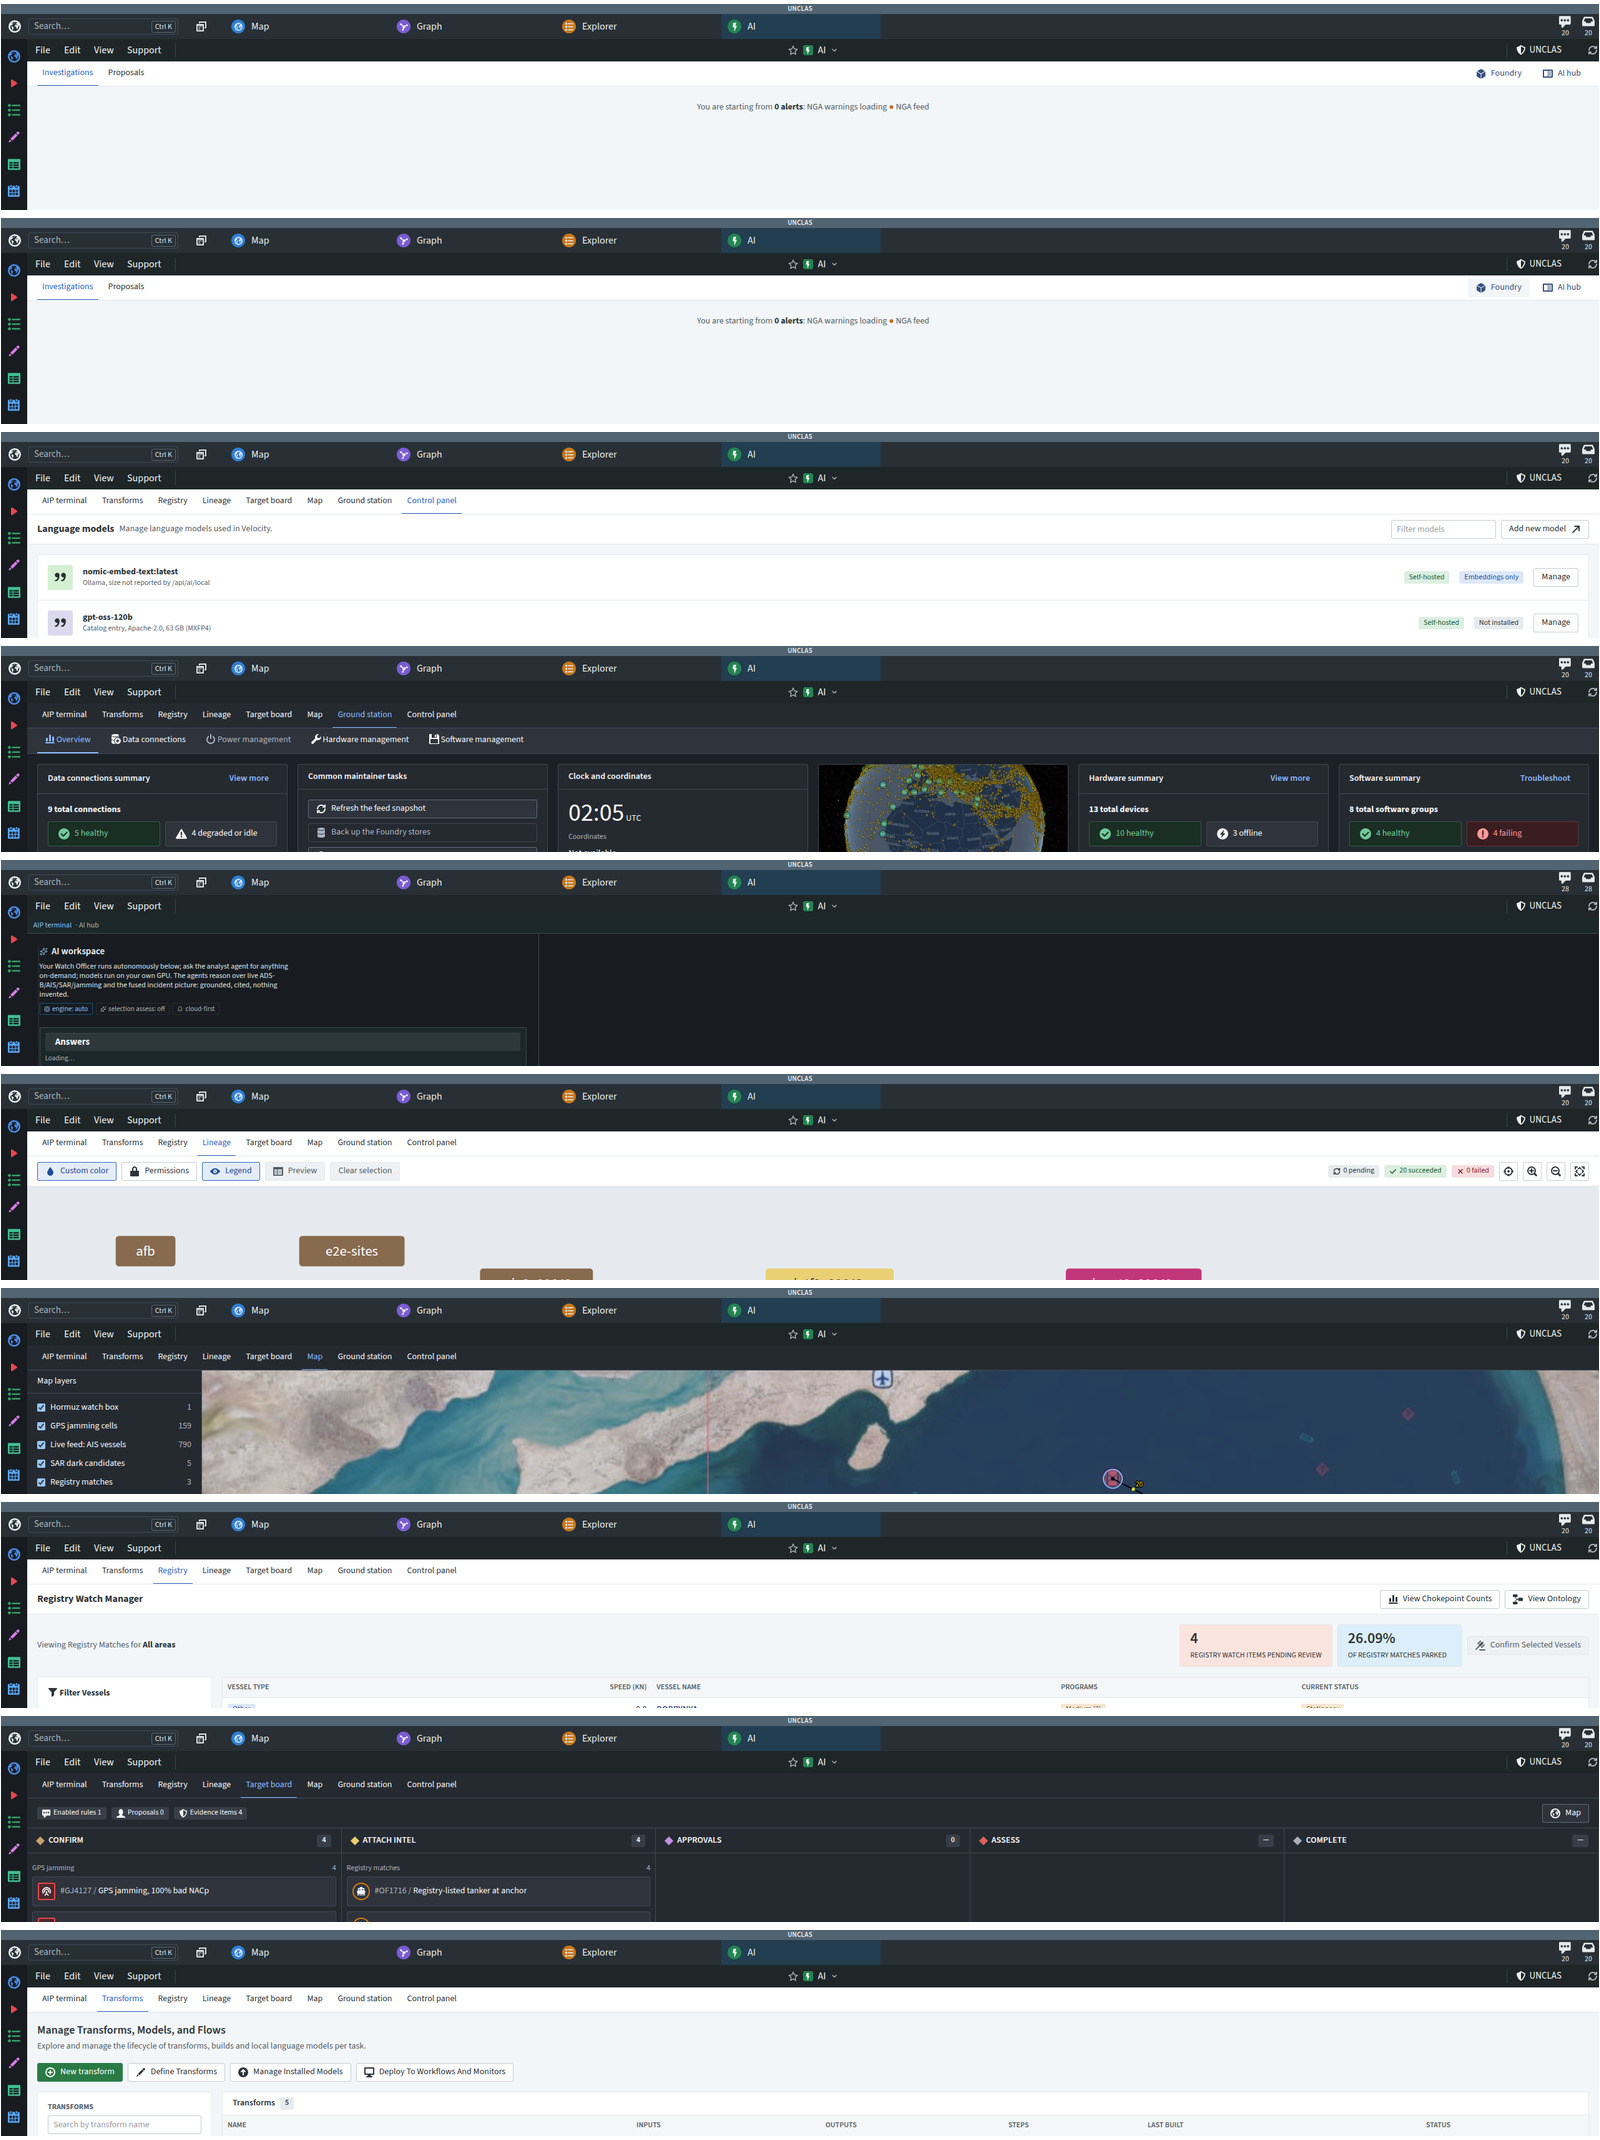 UNCLAS
Search... Ctrl K Map Graph Explorer AI 20 20
File Edit View Support AI UNCLAS
Investigations Proposals Foundry AI hub
You are starting from 0 alerts: NGA warnings loading • NGA feed
UNCLAS
Search... Ctrl K Map Graph Explorer AI 20 20
File Edit View Support AI UNCLAS
Investigations Proposals Foundry AI hub
You are starting from 0 alerts: NGA warnings loading • NGA feed
UNCLAS
Search... Ctrl K Map Graph Explorer AI 20 20
File Edit View Support AI UNCLAS
AIP terminal Transforms Registry Lineage Target board Map Ground station Control panel
Language models Manage language models used in Velocity. Filter models Add new model
nomic-embed-text:latest
Ollama, size not reported by /api/ai/local
Self-hosted Embeddings only Manage
gpt-oss-120b
Catalog entry, Apache-2.0, 63 GB (MXFP4)
Self-hosted Not installed Manage
UNCLAS
Search... Ctrl K Map Graph Explorer AI 20 20
File Edit View Support AI UNCLAS
AIP terminal Transforms Registry Lineage Target board Map Ground station Control panel
Overview Data connections Power management Hardware management Software management
Data connections summary View more
9 total connections
5 healthy 4 degraded or idle
Common maintainer tasks
Refresh the feed snapshot
Back up the Foundry stores
Clock and coordinates
02:05 UTC
Coordinates
Not available
Hardware summary View more
13 total devices
10 healthy 3 offline
Software summary Troubleshoot
8 total software groups
4 healthy 4 failing
UNCLAS
Search... Ctrl K Map Graph Explorer AI 28 28
File Edit View Support AI UNCLAS
AIP terminal · AI hub
AI workspace
Your Watch Officer runs autonomously below; ask the analyst agent for anything
on-demand; models run on your own GPU. The agents reason over live ADS-
B/AIS/SAR/jamming and the fused incident picture: grounded, cited, nothing
invented.
engine: auto selection assess: off cloud-first
Answers
Loading...
UNCLAS
Search... Ctrl K Map Graph Explorer AI 20 20
File Edit View Support AI UNCLAS
AIP terminal Transforms Registry Lineage Target board Map Ground station Control panel
Custom color Permissions Legend Preview Clear selection 0 pending 20 succeeded 0 failed
afb e2e-sites
UNCLAS
Search... Ctrl K Map Graph Explorer AI 20 20
File Edit View Support AI UNCLAS
AIP terminal Transforms Registry Lineage Target board Map Ground station Control panel
Map layers
Hormuz watch box 1
GPS jamming cells 159
Live feed: AIS vessels 790
SAR dark candidates 5
Registry matches 3
20
UNCLAS
Search... Ctrl K Map Graph Explorer AI 20 20
File Edit View Support AI UNCLAS
AIP terminal Transforms Registry Lineage Target board Map Ground station Control panel
Registry Watch Manager View Chokepoint Counts View Ontology
Viewing Registry Matches for All areas
4
REGISTRY WATCH ITEMS PENDING REVIEW
26.09%
OF REGISTRY MATCHES PARKED
Confirm Selected Vessels
Filter Vessels
VESSEL TYPE SPEED (KN) VESSEL NAME PROGRAMS CURRENT STATUS
UNCLAS
Search... Ctrl K Map Graph Explorer AI 20 20
File Edit View Support AI UNCLAS
AIP terminal Transforms Registry Lineage Target board Map Ground station Control panel
Enabled rules 1 Proposals 0 Evidence items 4 Map
CONFIRM 4 ATTACH INTEL 4 APPROVALS 0 ASSESS — COMPLETE —
GPS jamming 4 Registry matches 4
#GJ4127 / GPS jamming, 100% bad NACp #OF1716 / Registry-listed tanker at anchor
UNCLAS
Search... Ctrl K Map Graph Explorer AI 20 20
File Edit View Support AI UNCLAS
AIP terminal Transforms Registry Lineage Target board Map Ground station Control panel
Manage Transforms, Models, and Flows
Explore and manage the lifecycle of transforms, builds and local language models per task.
New transform Define Transforms Manage Installed Models Deploy To Workflows And Monitors
TRANSFORMS
Search by transform name
Transforms 5
NAME INPUTS OUTPUTS STEPS LAST BUILT STATUS